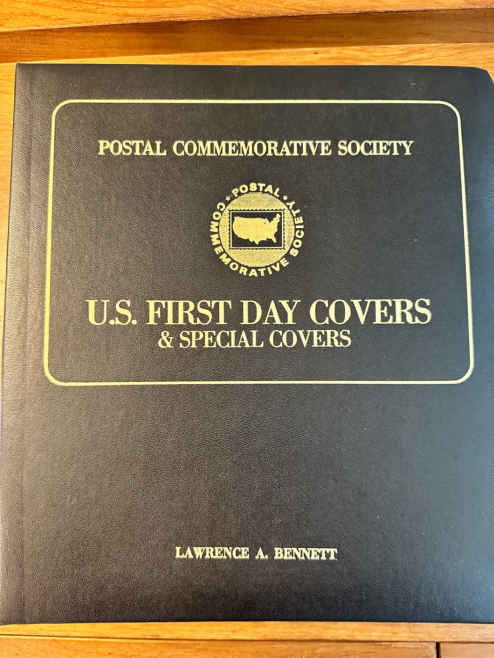 POSTAL COMMEMORATIVE SOCIETY
POSTAL
COMMEMORATIVE SOCIETY
U.S. FIRST DAY COVERS
& SPECIAL COVERS
LAWRENCE A. BENNETT